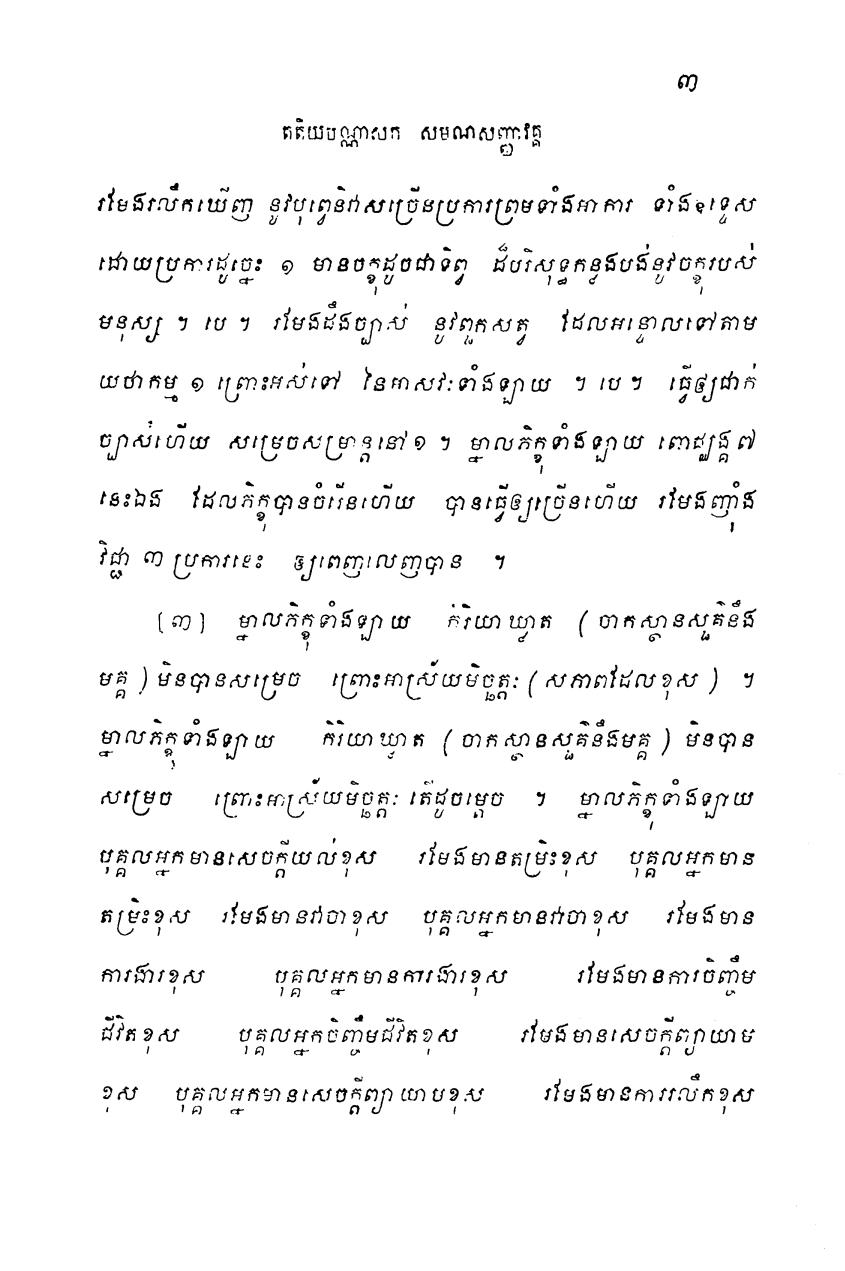 ៣
តតិយបណ្ណាសក សមណសញ្ញាវគ្គ
រមែងរលឹកឃើញ នូវបុព្វេនិវាសច្រើនប្រការព្រមទាំងអាការ ទាំងឧទ្ទេស
ដោយប្រការដូច្នេះ ១ មានចក្ខុដូចជាទិព្វ ដ៏បរិសុទ្ធកន្លងបង់នូវចក្ខុរបស់
មនុស្ស ។ បេ ។ រមែងដឹងច្បាស់ នូវពួកសត្វ ដែលអន្ទោលទៅតាម
យថាកម្ម ១ ព្រោះអស់ទៅ នៃអាសវៈទាំងឡាយ ។ បេ ។ ធ្វើឲ្យជាក់
ច្បាស់ហើយ សម្រេចសម្រាន្តនៅ ១ ។ ម្នាលភិក្ខុទាំងឡាយ ពោជ្ឈង្គ ៧
នេះឯង ដែលភិក្ខុបានចំរើនហើយ បានធ្វើឲ្យច្រើនហើយ រមែងញ៉ាំង
វិជ្ជា ៣ ប្រការនេះ ឲ្យពេញលេញបាន ។
[៣] ម្នាលភិក្ខុទាំងឡាយ កិរិយាឃ្លាត (ចាកស្ថានសួគ៌និង
មគ្គ) មិនបានសម្រេច ព្រោះអាស្រ័យមិច្ឆត្តៈ (សភាពដែលខុស) ។
ម្នាលភិក្ខុទាំងឡាយ កិរិយាឃ្លាត (ចាកស្ថានសួគ៌និងមគ្គ) មិនបាន
សម្រេច ព្រោះអាស្រ័យមិច្ឆត្តៈ តើដូចម្តេច ។ ម្នាលភិក្ខុទាំងឡាយ
បុគ្គលអ្នកមានសេចក្តីយល់ខុស រមែងមានតម្រិះខុស បុគ្គលអ្នកមាន
តម្រិះខុស រមែងមានវាចាខុស បុគ្គលអ្នកមានវាចាខុស រមែងមាន
ការងារខុស បុគ្គលអ្នកមានការងារខុស រមែងមានការចិញ្ចឹម
ជីវិតខុស បុគ្គលអ្នកចិញ្ចឹមជីវិតខុស រមែងមានសេចក្តីព្យាយាម
ខុស បុគ្គលអ្នកមានសេចក្តីព្យាយាមខុស រមែងមានការរលឹកខុស